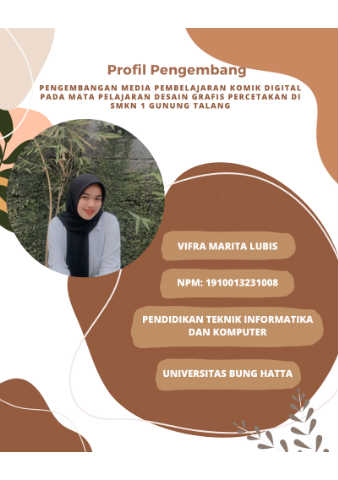 Profil Pengembang
PENGEMBANGAN MEDIA PEMBELAJARAN KOMIK DIGITAL
PADA MATA PELAJARAN DESAIN GRAFIS PERCETAKAN DI
SMKN 1 GUNUNG TALANG
VIFRA MARITA LUBIS
NPM: 1910013231008
PENDIDIKAN TEKNIK INFORMATIKA
DAN KOMPUTER
UNIVERSITAS BUNG HATTA